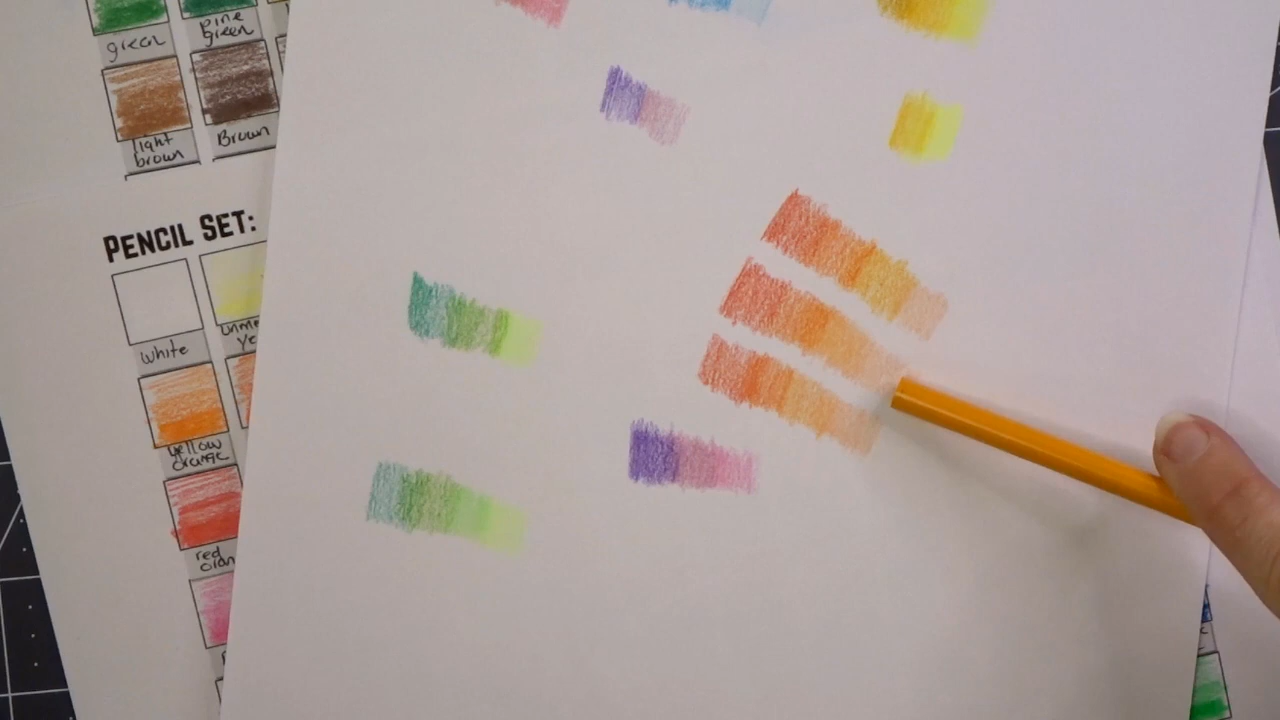 green
pine
green
light
brown
Brown
PENCIL SET:
white
yellow
orange
red